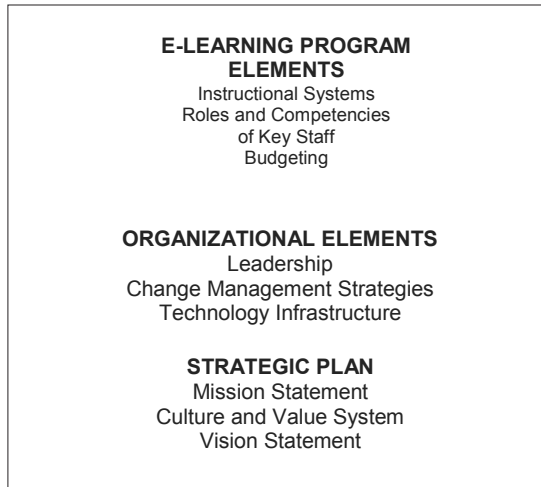 E-LEARNING PROGRAM
ELEMENTS
Instructional Systems
Roles and Competencies
of Key Staff
Budgeting
ORGANIZATIONAL ELEMENTS
Leadership
Change Management Strategies
Technology Infrastructure
STRATEGIC PLAN
Mission Statement
Culture and Value System
Vision Statement